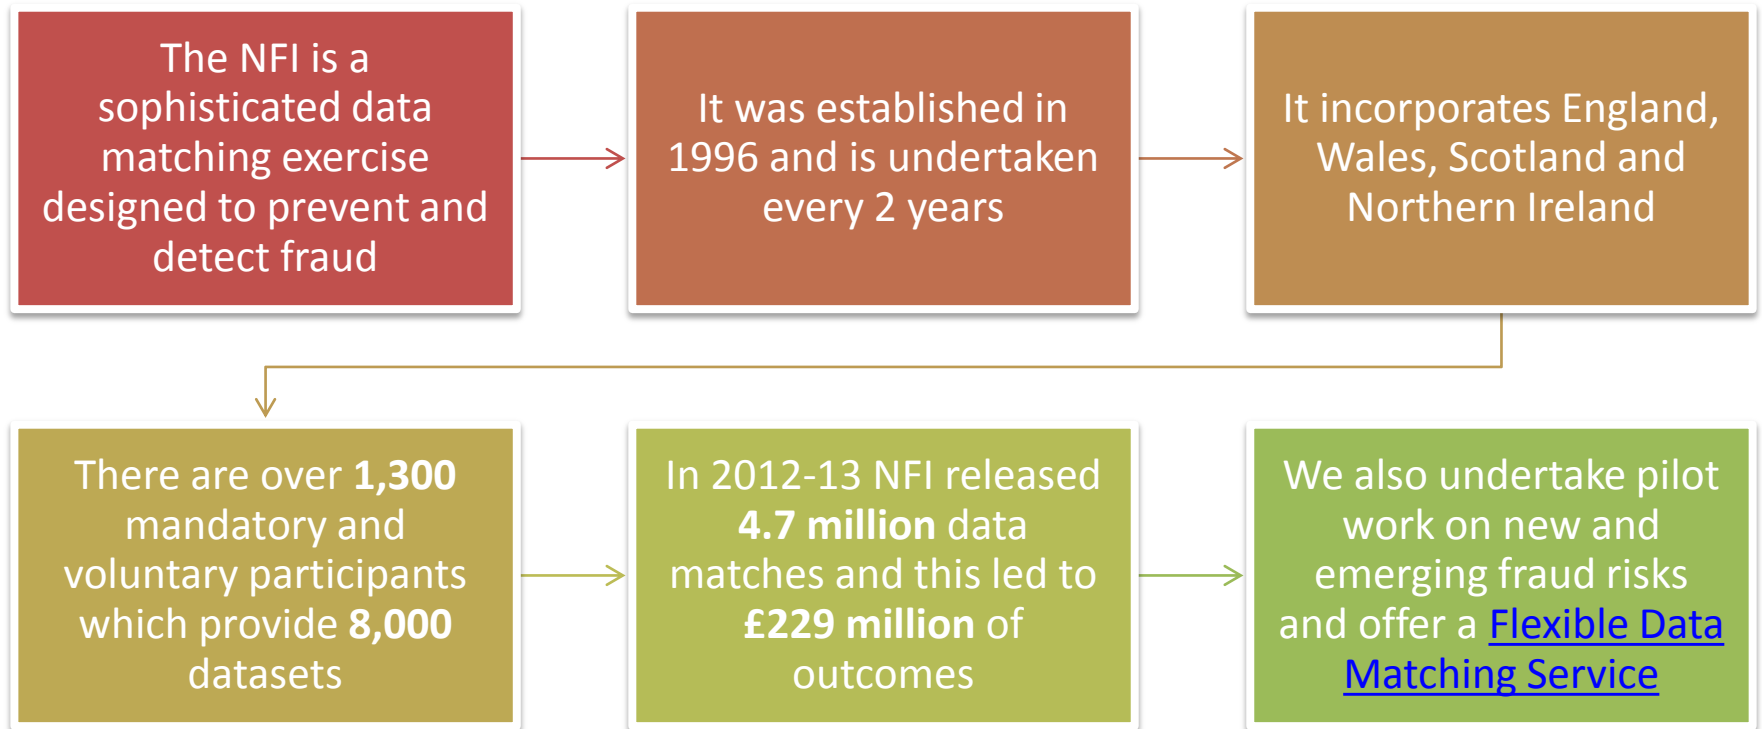 The NFI is a
sophisticated data
matching exercise
designed to prevent and
detect fraud
It was established in
1996 and is undertaken
every 2 years
It incorporates England,
Wales, Scotland and
Northern Ireland
There are over 1,300
mandatory and
voluntary participants
which provide 8,000
datasets
In 2012-13 NFI released
4.7 million data
matches and this led to
£229 million of
outcomes
We also undertake pilot
work on new and
emerging fraud risks
and offer a Flexible Data
Matching Service